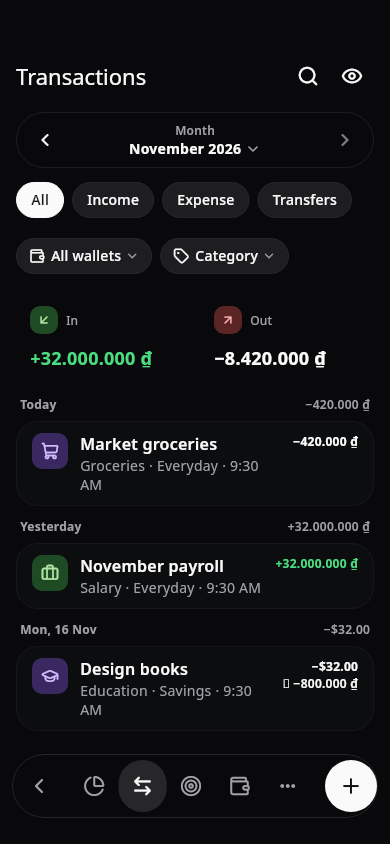 Transactions
Month
November 2026
All
Income
Expense
Transfers
All wallets
Category
In
Out
+32.000.000 ₫
−8.420.000 ₫
Today
−420.000 ₫
Market groceries
−420.000 ₫
Groceries · Everyday · 9:30
AM
Yesterday
+32.000.000 ₫
November payroll
+32.000.000 ₫
Salary · Everyday · 9:30 AM
Mon, 16 Nov
−$32.00
Design books
−$32.00
Education · Savings · 9:30
AM
−800.000 ₫